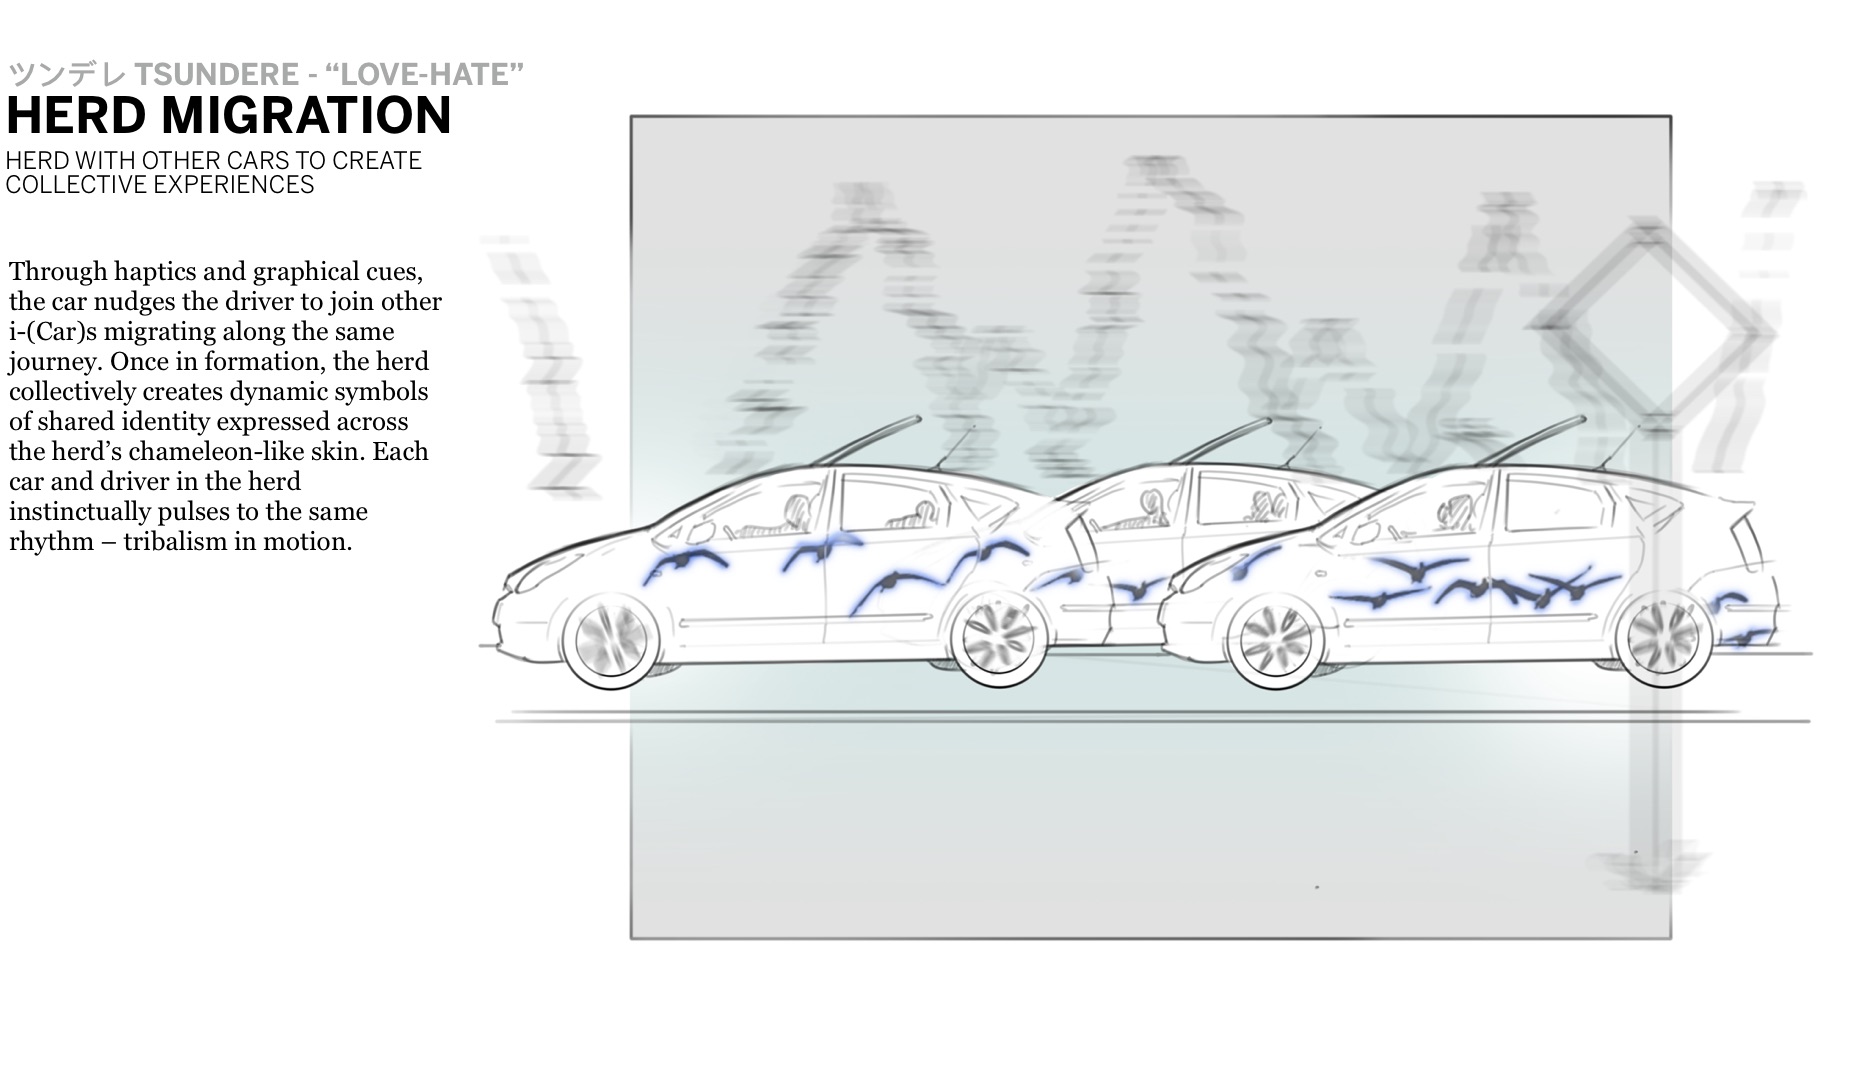 ツンデレ TSUNDERE - “LOVE-HATE”
HERD MIGRATION
HERD WITH OTHER CARS TO CREATE
COLLECTIVE EXPERIENCES
Through haptics and graphical cues,
the car nudges the driver to join other
i-(Car)s migrating along the same
journey. Once in formation, the herd
collectively creates dynamic symbols
of shared identity expressed across
the herd’s chameleon-like skin. Each
car and driver in the herd
instinctually pulses to the same
rhythm – tribalism in motion.